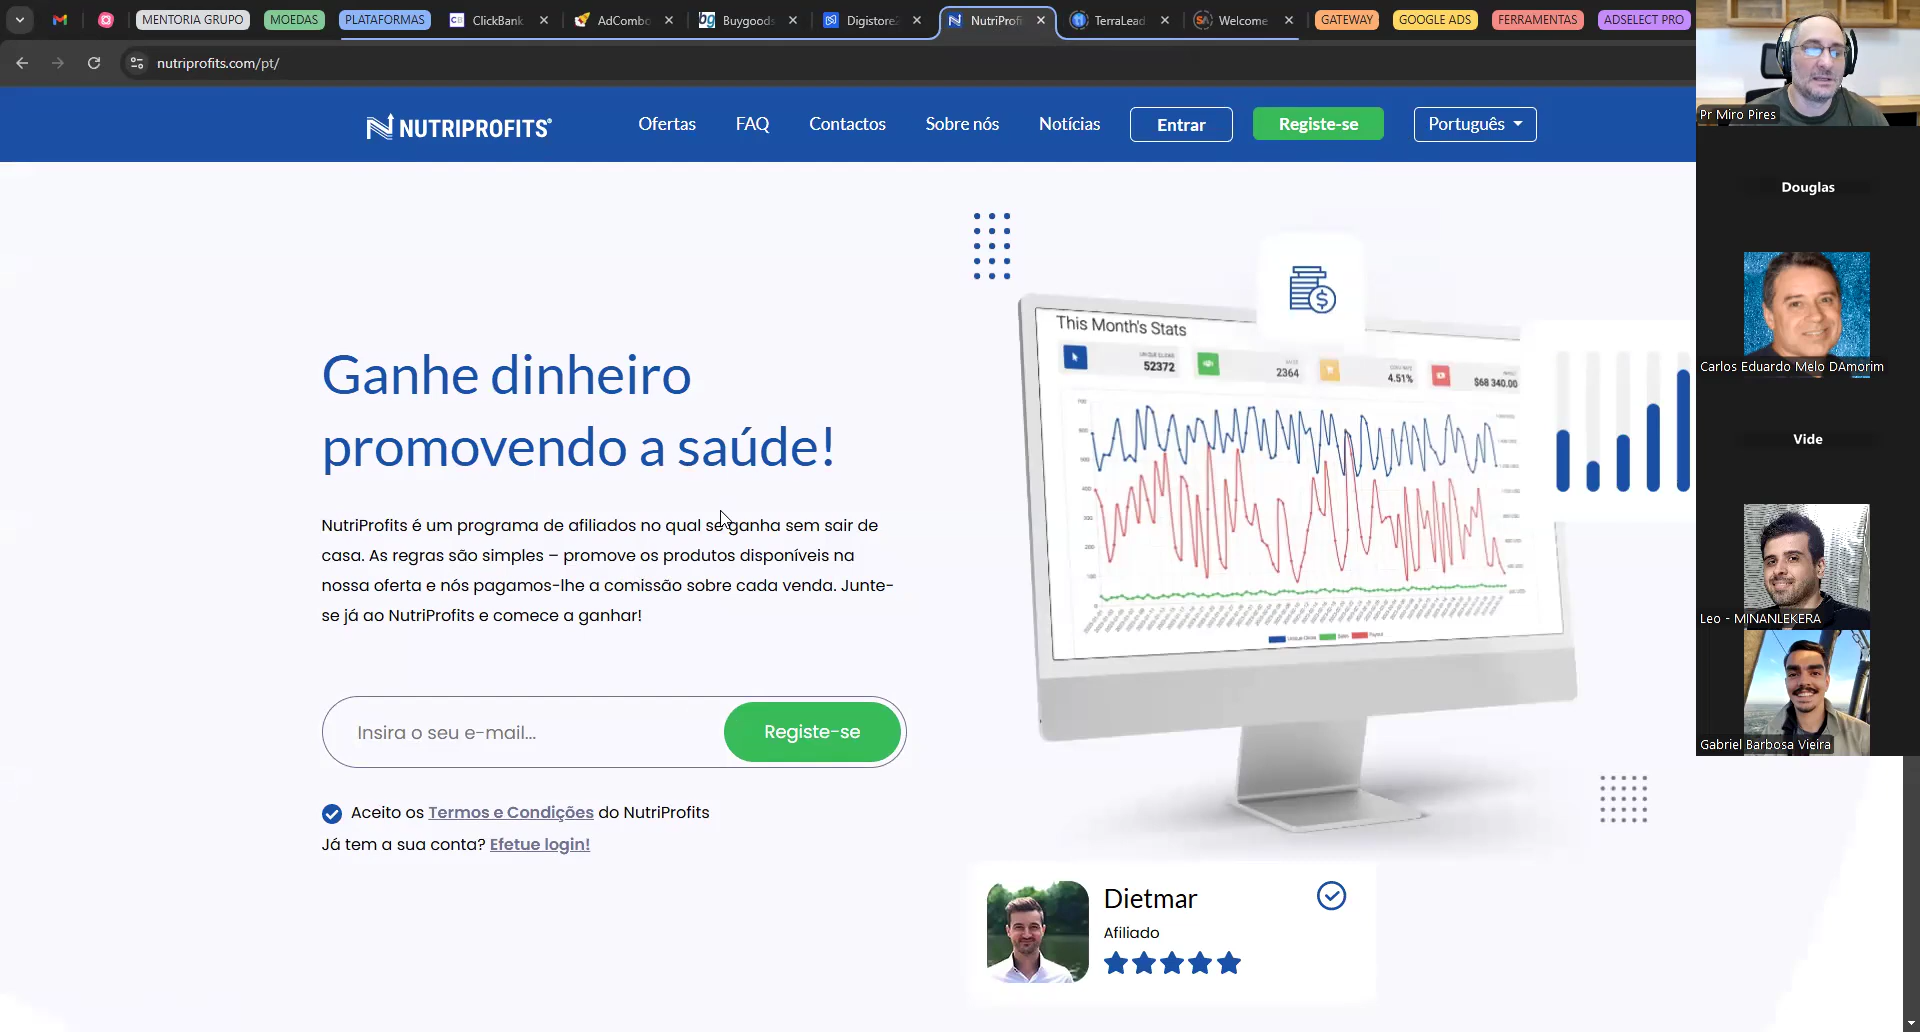 MENTORIA GRUPO
MOEDAS
PLATAFORMAS
ClickBank
AdCombo
Buygoods
Digistore
NutriProfi
TerraLead
Welcome
GATEWAY
GOOGLE ADS
FERRAMENTAS
ADSELECT PRO
nutriprofits.com/pt/
NUTRIPROFITS
Ofertas
FAQ
Contactos
Sobre nós
Notícias
Entrar
Registe-se
Português
Ganhe dinheiro
promovendo a saúde!
NutriProfits é um programa de afiliados no qual se ganha sem sair de
casa. As regras são simples – promove os produtos disponíveis na
nossa oferta e nós pagamos-lhe a comissão sobre cada venda. Junte-
se já ao NutriProfits e comece a ganhar!
Insira o seu e-mail...
Registe-se
Aceito os Termos e Condições do NutriProfits
Já tem a sua conta? Efetue login!
This Month's Stats
52372
2364
4.51%
$68 340.00
Dietmar
Afiliado
Pr Miro Pires
Douglas
Carlos Eduardo Melo DAmorim
Vide
Leo - MINANLEKERA
Gabriel Barbosa Vieira